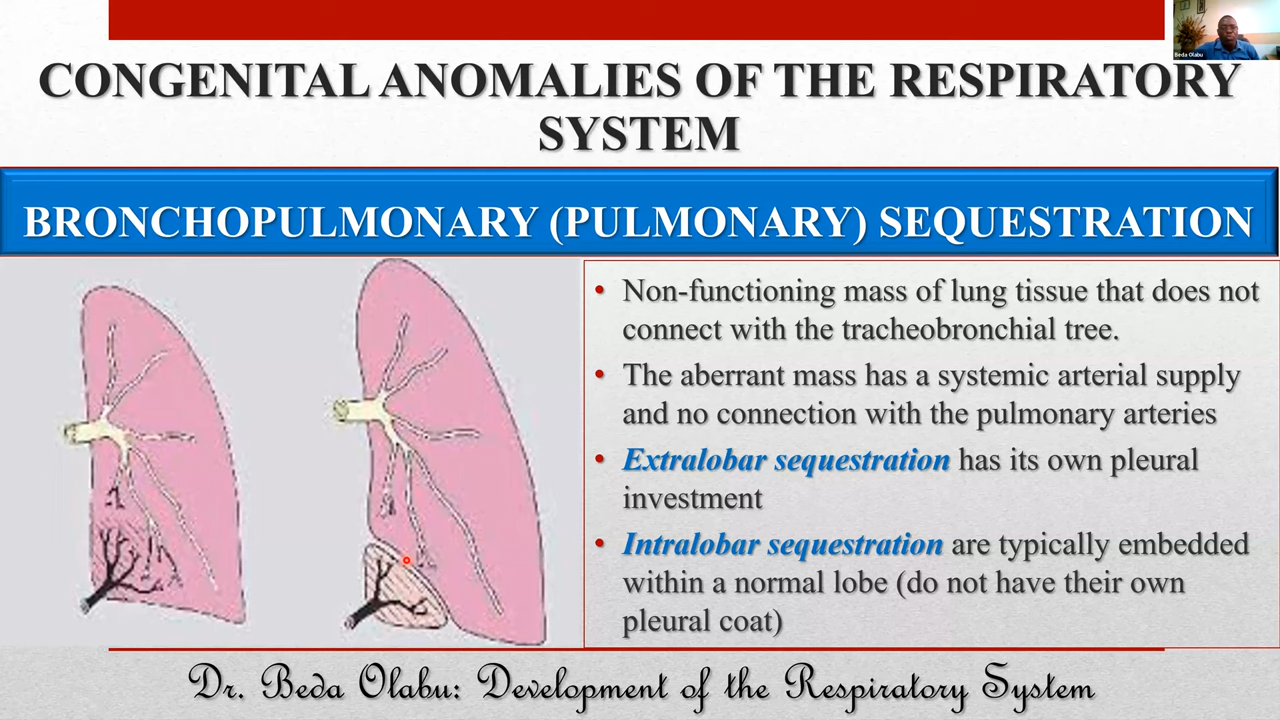 Beda Olabu
CONGENITAL ANOMALIES OF THE RESPIRATORY
SYSTEM
BRONCHOPULMONARY (PULMONARY) SEQUESTRATION
• Non-functioning mass of lung tissue that does not
connect with the tracheobronchial tree.
• The aberrant mass has a systemic arterial supply
and no connection with the pulmonary arteries
• Extralobar sequestration has its own pleural
investment
• Intralobar sequestration are typically embedded
within a normal lobe (do not have their own
pleural coat)
Dr. Beda Olabu: Development of the Respiratory System